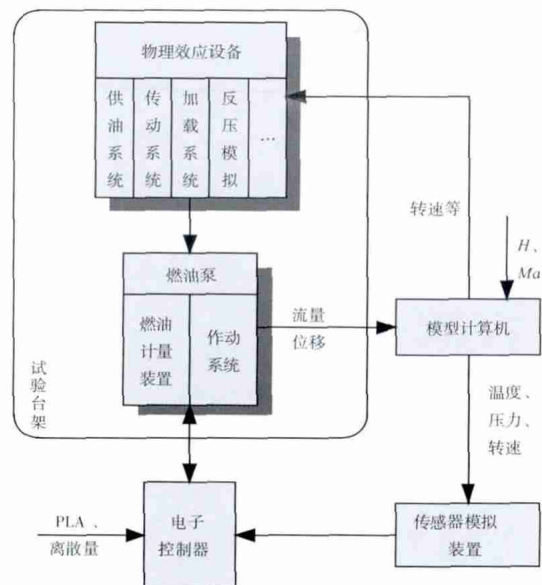 物理效应设备
供油系统
传动系统
加载系统
反压模拟
…
转速等
H、
Ma
燃油泵
燃油
计量
装置
作动
系统
流量
位移
模型计算机
试验台架
温度、
压力、
转速
PLA、
离散量
电子
控制器
传感器模拟
装置